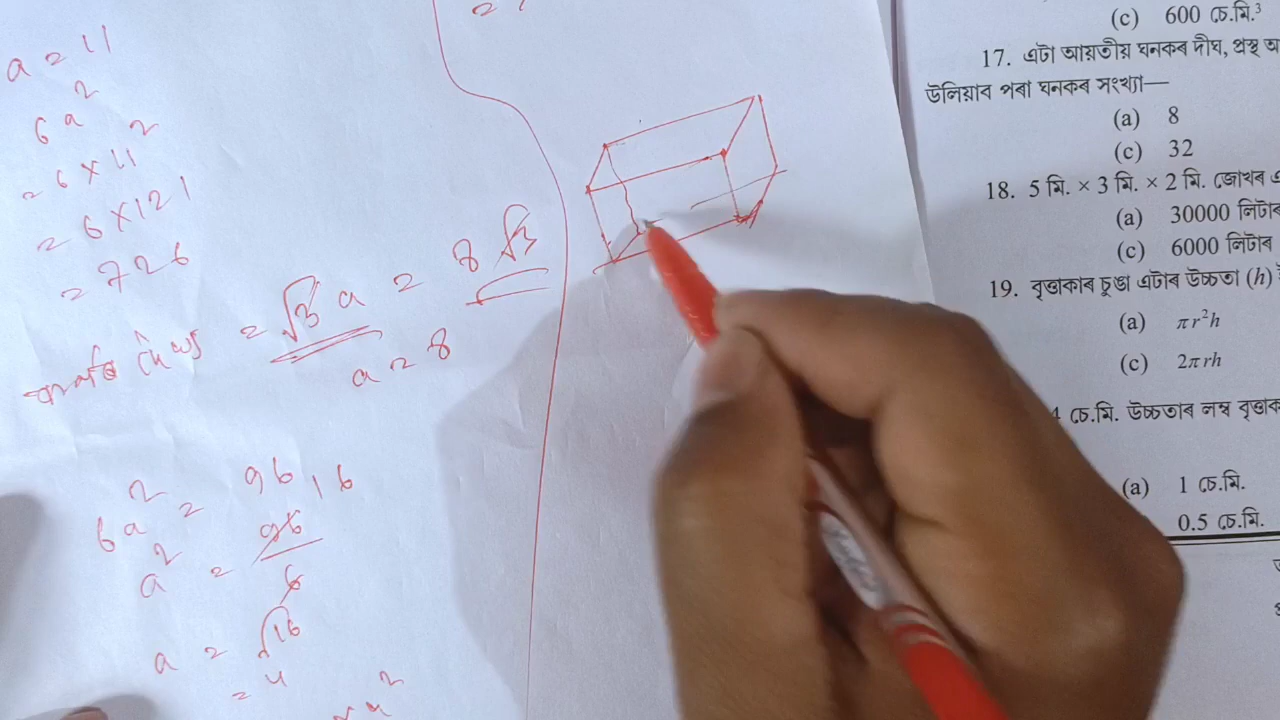 a = 11
6a²
= 6 × 11²
= 6 × 121
= 726
= √3 a = 8√3
a = 8
6a² = 96
a² = 96/6 16
a = √16
= 4
(c) 600 চে.মি.³
17. এটা আয়তীয় ঘনকৰ দীঘ, প্ৰস্থ
উলিয়াব পৰা ঘনকৰ সংখ্যা—
(a) 8
(c) 32
18. 5 মি. × 3 মি. × 2 মি. জোখৰ
(a) 30000 লিটাৰ
(c) 6000 লিটাৰ
19. বৃত্তাকাৰ চুঙা এটাৰ উচ্চতা (h)
(a) πr²h
(c) 2πrh
4 চে.মি. উচ্চতাৰ লম্ব
(a) 1 চে.মি.
0.5 চে.মি.